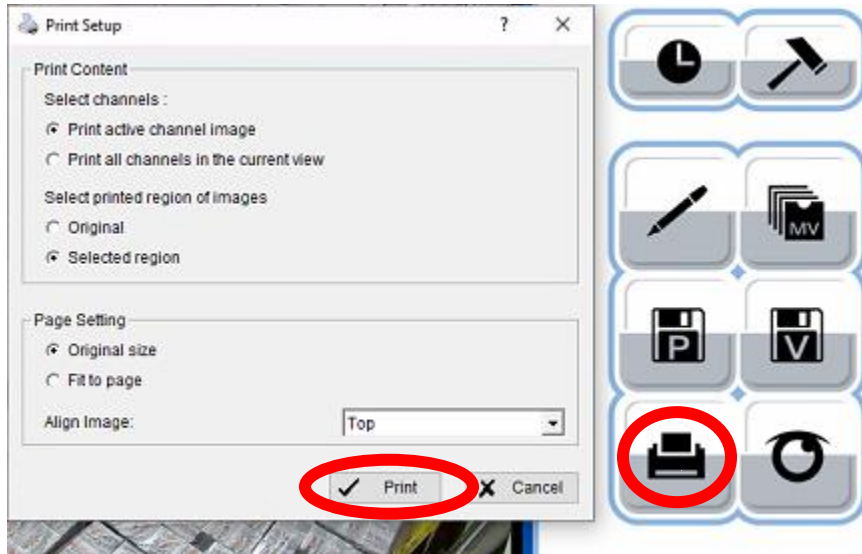 Print Setup
Print Content
Select channels :
Print active channel image
Print all channels in the current view
Select printed region of images
Original
Selected region
Page Setting
Original size
Fit to page
Align Image:
Top
Print
Cancel
MV
P
V